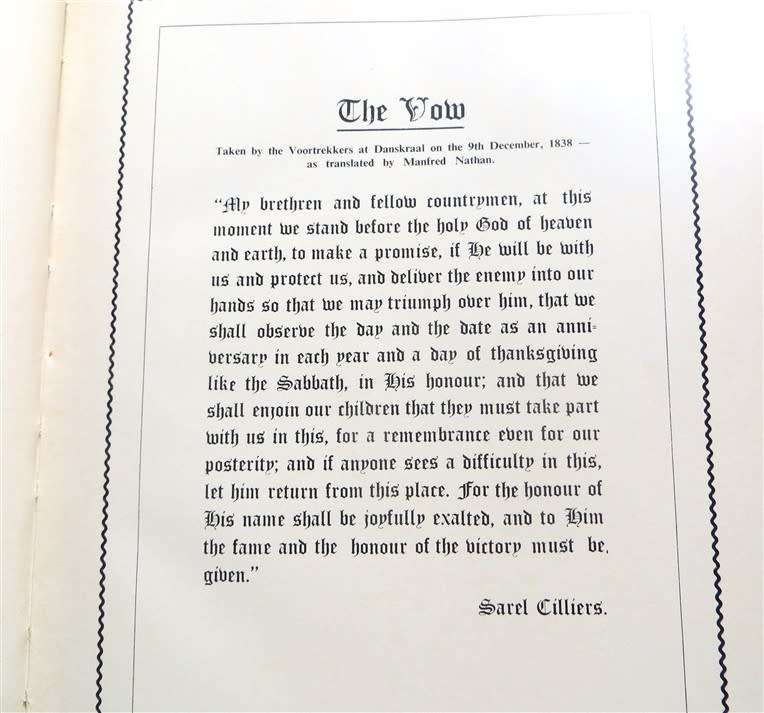 The Vow
Taken by the Voortrekkers at Danskraal on the 9th December, 1838 —
as translated by Manfred Nathan.
“My brethren and fellow countrymen, at this
moment we stand before the holy God of heaven
and earth, to make a promise, if He will be with
us and protect us, and deliver the enemy into our
hands so that we may triumph over him, that we
shall observe the day and the date as an anni-
versary in each year and a day of thanksgiving
like the Sabbath, in His honour; and that we
shall enjoin our children that they must take part
with us in this, for a remembrance even for our
posterity; and if anyone sees a difficulty in this,
let him return from this place. For the honour of
His name shall be joyfully exalted, and to Him
the fame and the honour of the victory must be.
given.”
Sarel Cilliers.